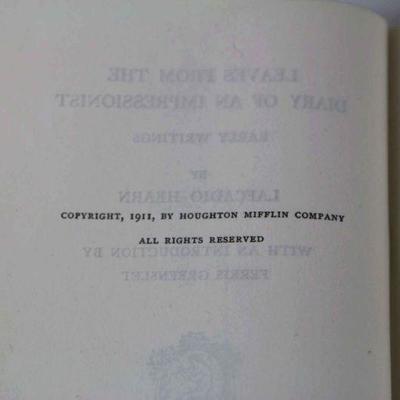 LEAVES FROM THE
DIARY OF AN IMPRESSIONIST
EARLY WRITINGS
BY
LAFCADIO HEARN
COPYRIGHT, 1911, BY HOUGHTON MIFFLIN COMPANY
ALL RIGHTS RESERVED
WITH AN INTRODUCTION BY
FERRIS GREENSLET